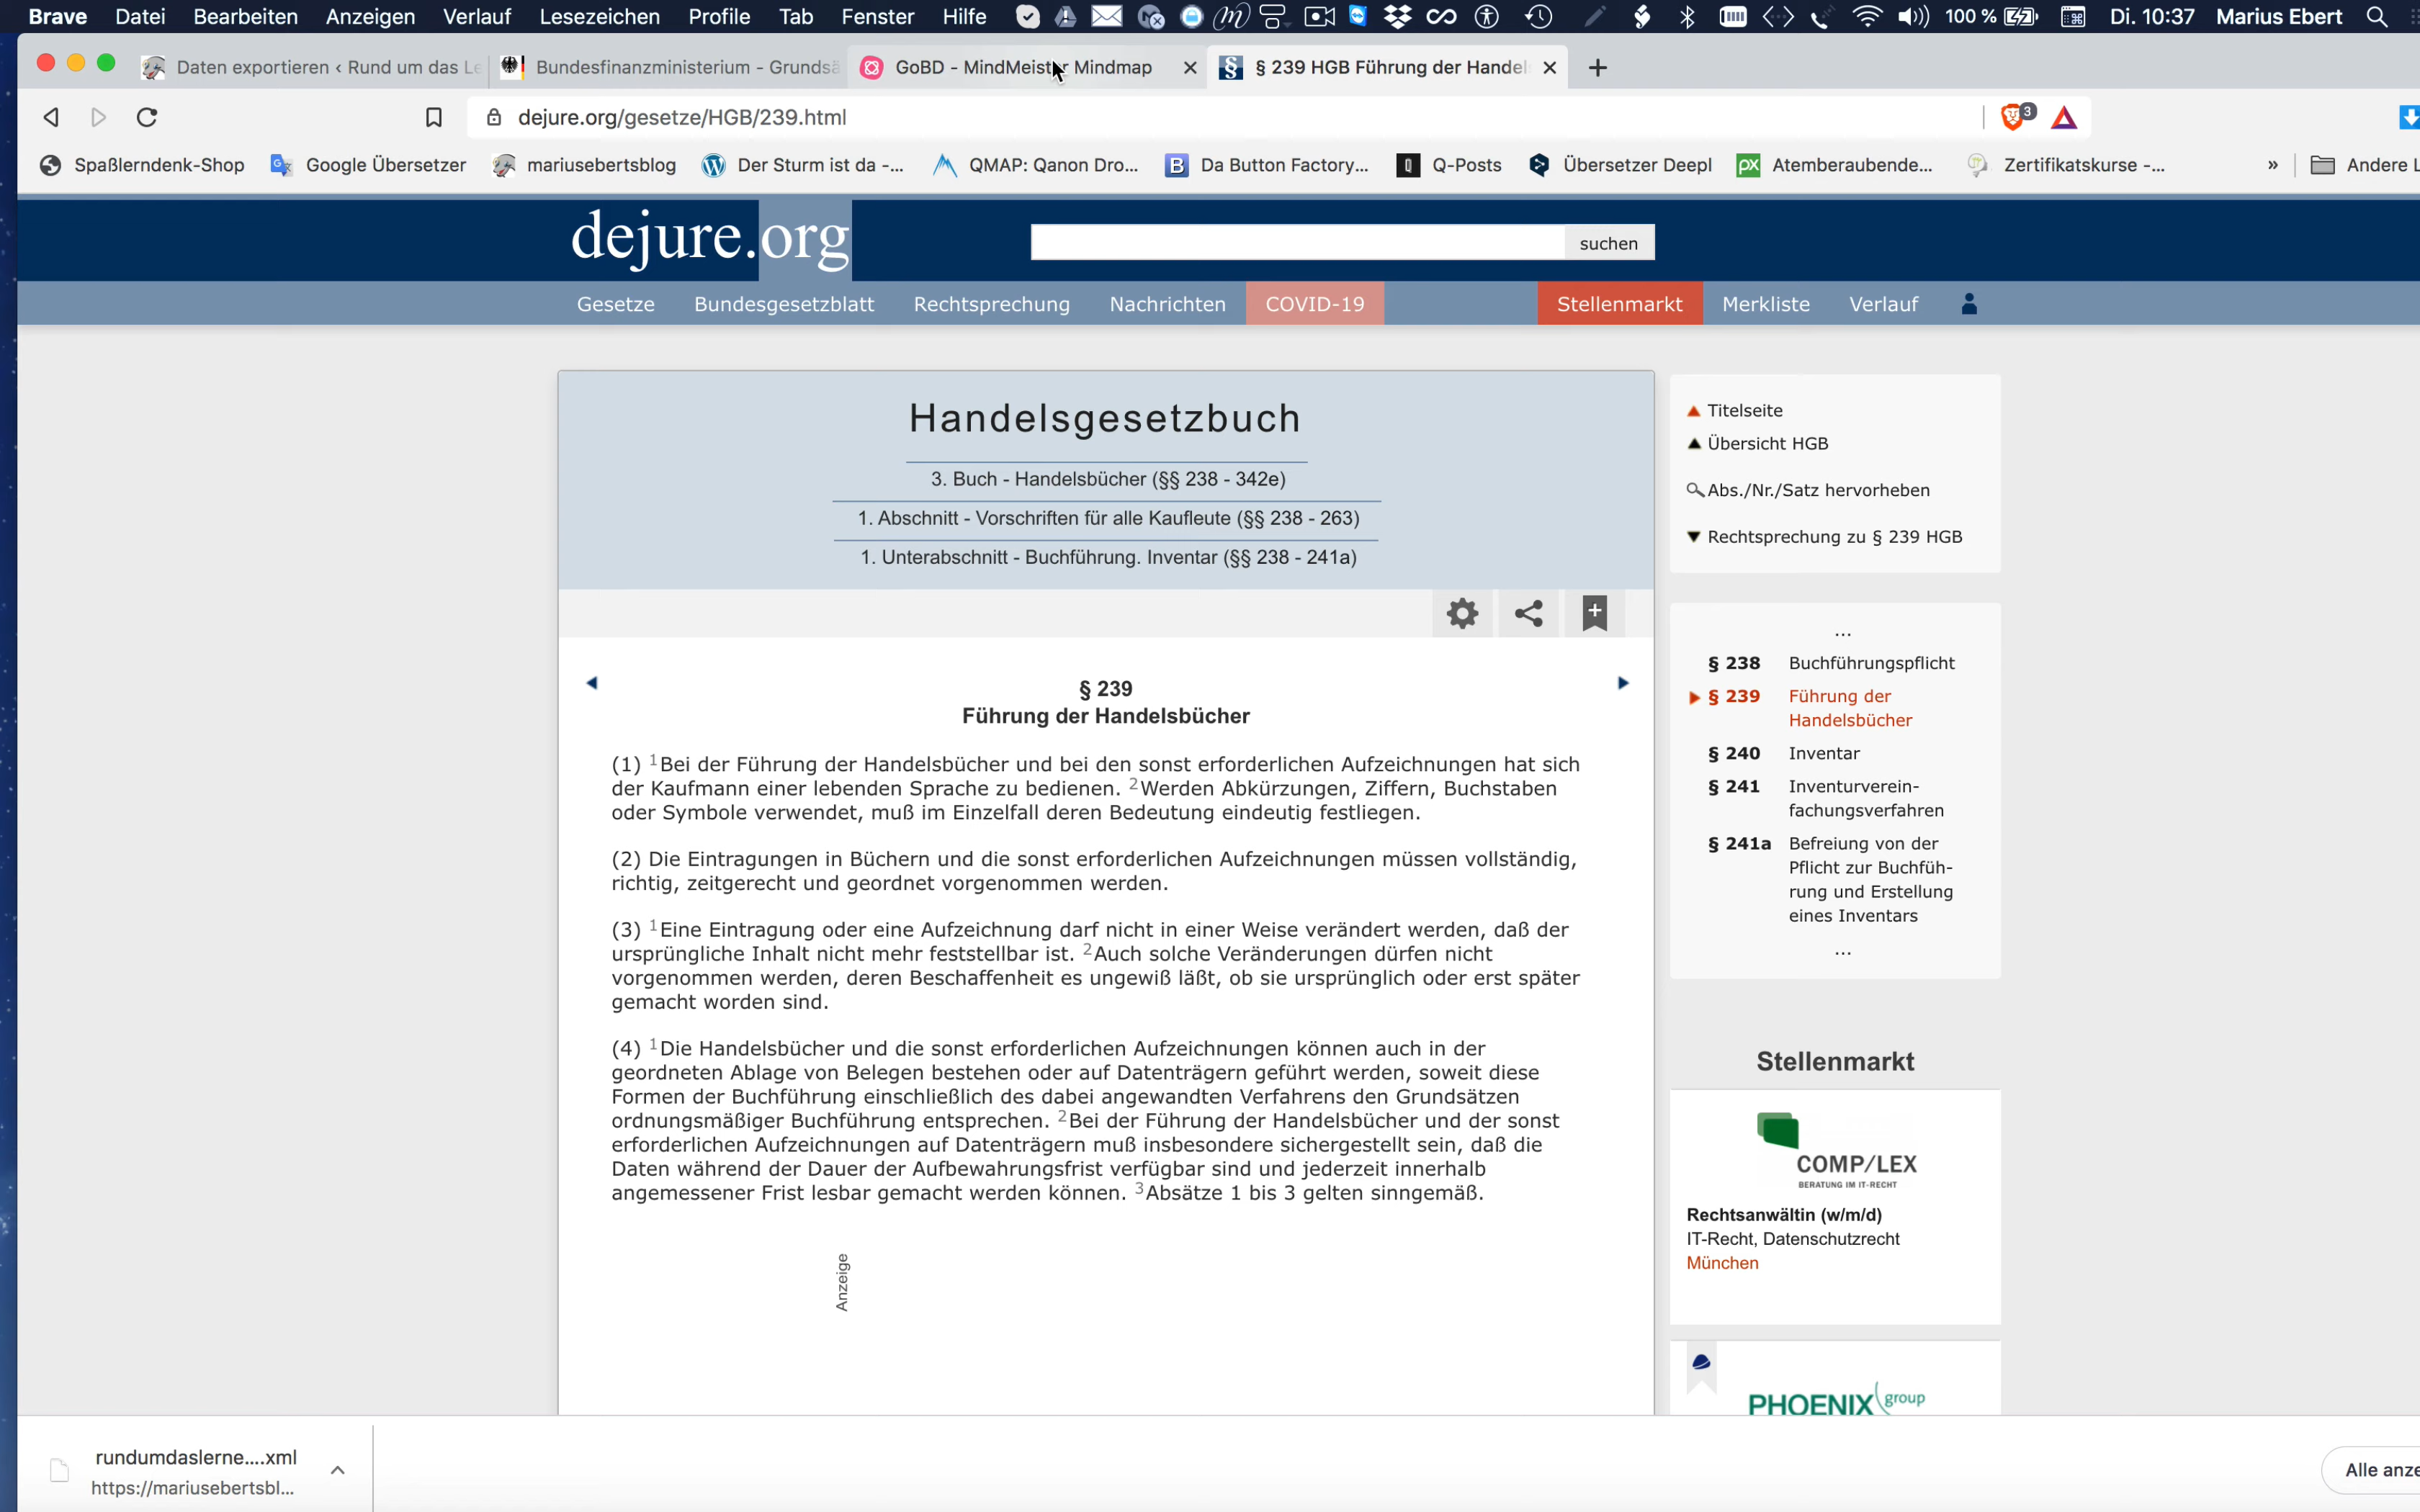 Brave Datei Bearbeiten Anzeigen Verlauf Lesezeichen Profile Tab Fenster Hilfe 100 % Di. 10:37 Marius Ebert
Daten exportieren ‹ Rund um das Le Bundesfinanzministerium - Grundsä GoBD - MindMeister Mindmap § 239 HGB Führung der Handel
dejure.org/gesetze/HGB/239.html 3
Spaßlerndenk-Shop Google Übersetzer mariusebertsblog Der Sturm ist da -... QMAP: Qanon Dro... Da Button Factory... Q-Posts Übersetzer Deepl Atemberaubende... Zertifikatskurse -... » Andere L
dejure.org suchen
Gesetze Bundesgesetzblatt Rechtsprechung Nachrichten COVID-19 Stellenmarkt Merkliste Verlauf
Handelsgesetzbuch
3. Buch - Handelsbücher (§§ 238 - 342e)
1. Abschnitt - Vorschriften für alle Kaufleute (§§ 238 - 263)
1. Unterabschnitt - Buchführung. Inventar (§§ 238 - 241a)
§ 239
Führung der Handelsbücher
(1) 1Bei der Führung der Handelsbücher und bei den sonst erforderlichen Aufzeichnungen hat sich
der Kaufmann einer lebenden Sprache zu bedienen. 2Werden Abkürzungen, Ziffern, Buchstaben
oder Symbole verwendet, muß im Einzelfall deren Bedeutung eindeutig festliegen.
(2) Die Eintragungen in Büchern und die sonst erforderlichen Aufzeichnungen müssen vollständig,
richtig, zeitgerecht und geordnet vorgenommen werden.
(3) 1Eine Eintragung oder eine Aufzeichnung darf nicht in einer Weise verändert werden, daß der
ursprüngliche Inhalt nicht mehr feststellbar ist. 2Auch solche Veränderungen dürfen nicht
vorgenommen werden, deren Beschaffenheit es ungewiß läßt, ob sie ursprünglich oder erst später
gemacht worden sind.
(4) 1Die Handelsbücher und die sonst erforderlichen Aufzeichnungen können auch in der
geordneten Ablage von Belegen bestehen oder auf Datenträgern geführt werden, soweit diese
Formen der Buchführung einschließlich des dabei angewandten Verfahrens den Grundsätzen
ordnungsmäßiger Buchführung entsprechen. 2Bei der Führung der Handelsbücher und der sonst
erforderlichen Aufzeichnungen auf Datenträgern muß insbesondere sichergestellt sein, daß die
Daten während der Dauer der Aufbewahrungsfrist verfügbar sind und jederzeit innerhalb
angemessener Frist lesbar gemacht werden können. 3Absätze 1 bis 3 gelten sinngemäß.
Anzeige
Titelseite
Übersicht HGB
Abs./Nr./Satz hervorheben
Rechtsprechung zu § 239 HGB
...
§ 238 Buchführungspflicht
§ 239 Führung der
Handelsbücher
§ 240 Inventar
§ 241 Inventurverein-
fachungsverfahren
§ 241a Befreiung von der
Pflicht zur Buchfüh-
rung und Erstellung
eines Inventars
...
Stellenmarkt
COMP/LEX
BERATUNG IM IT-RECHT
Rechtsanwältin (w/m/d)
IT-Recht, Datenschutzrecht
München
PHOENIX group
rundumdaslerne....xml
https://mariusebertsbl...
Alle anze